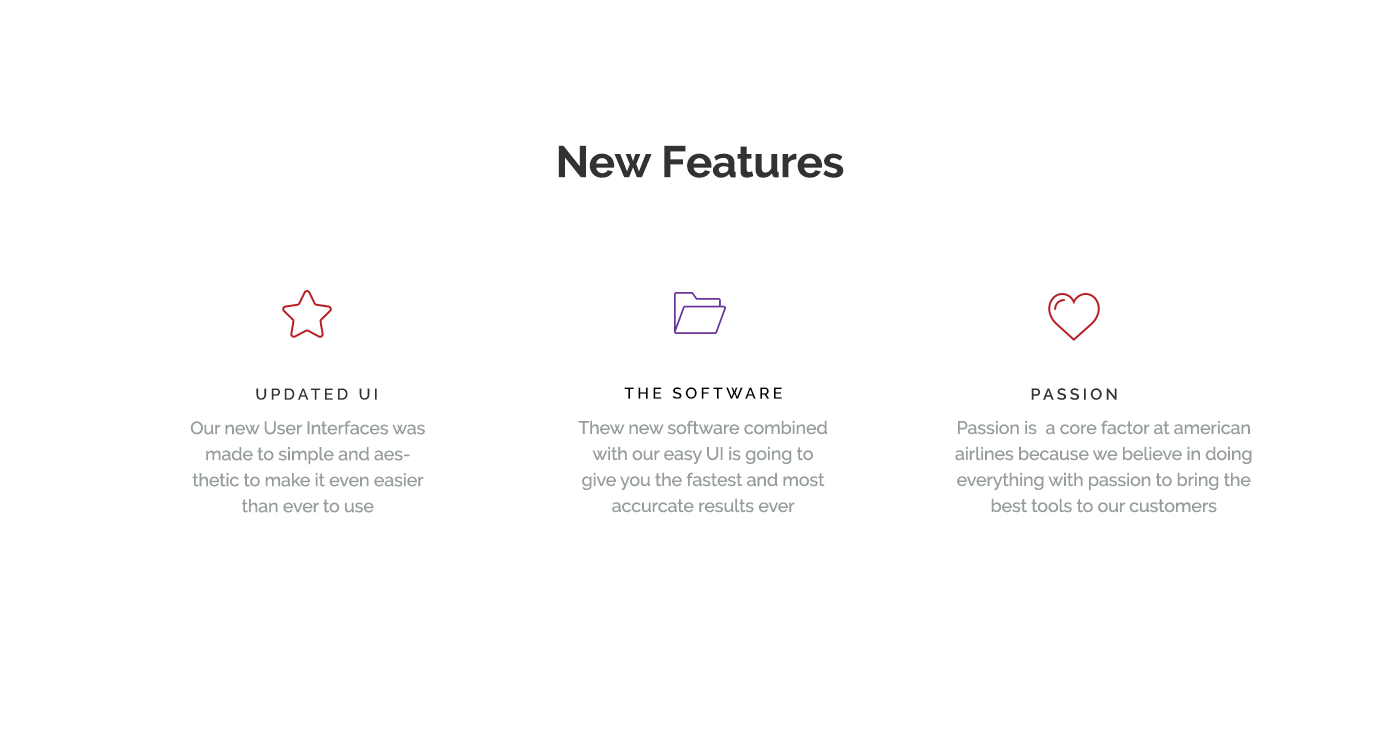 New Features
UPDATED UI
Our new User Interfaces was
made to simple and aes-
thetic to make it even easier
than ever to use
THE SOFTWARE
Thew new software combined
with our easy UI is going to
give you the fastest and most
accurcate results ever
PASSION
Passion is  a core factor at american
airlines because we believe in doing
everything with passion to bring the
best tools to our customers